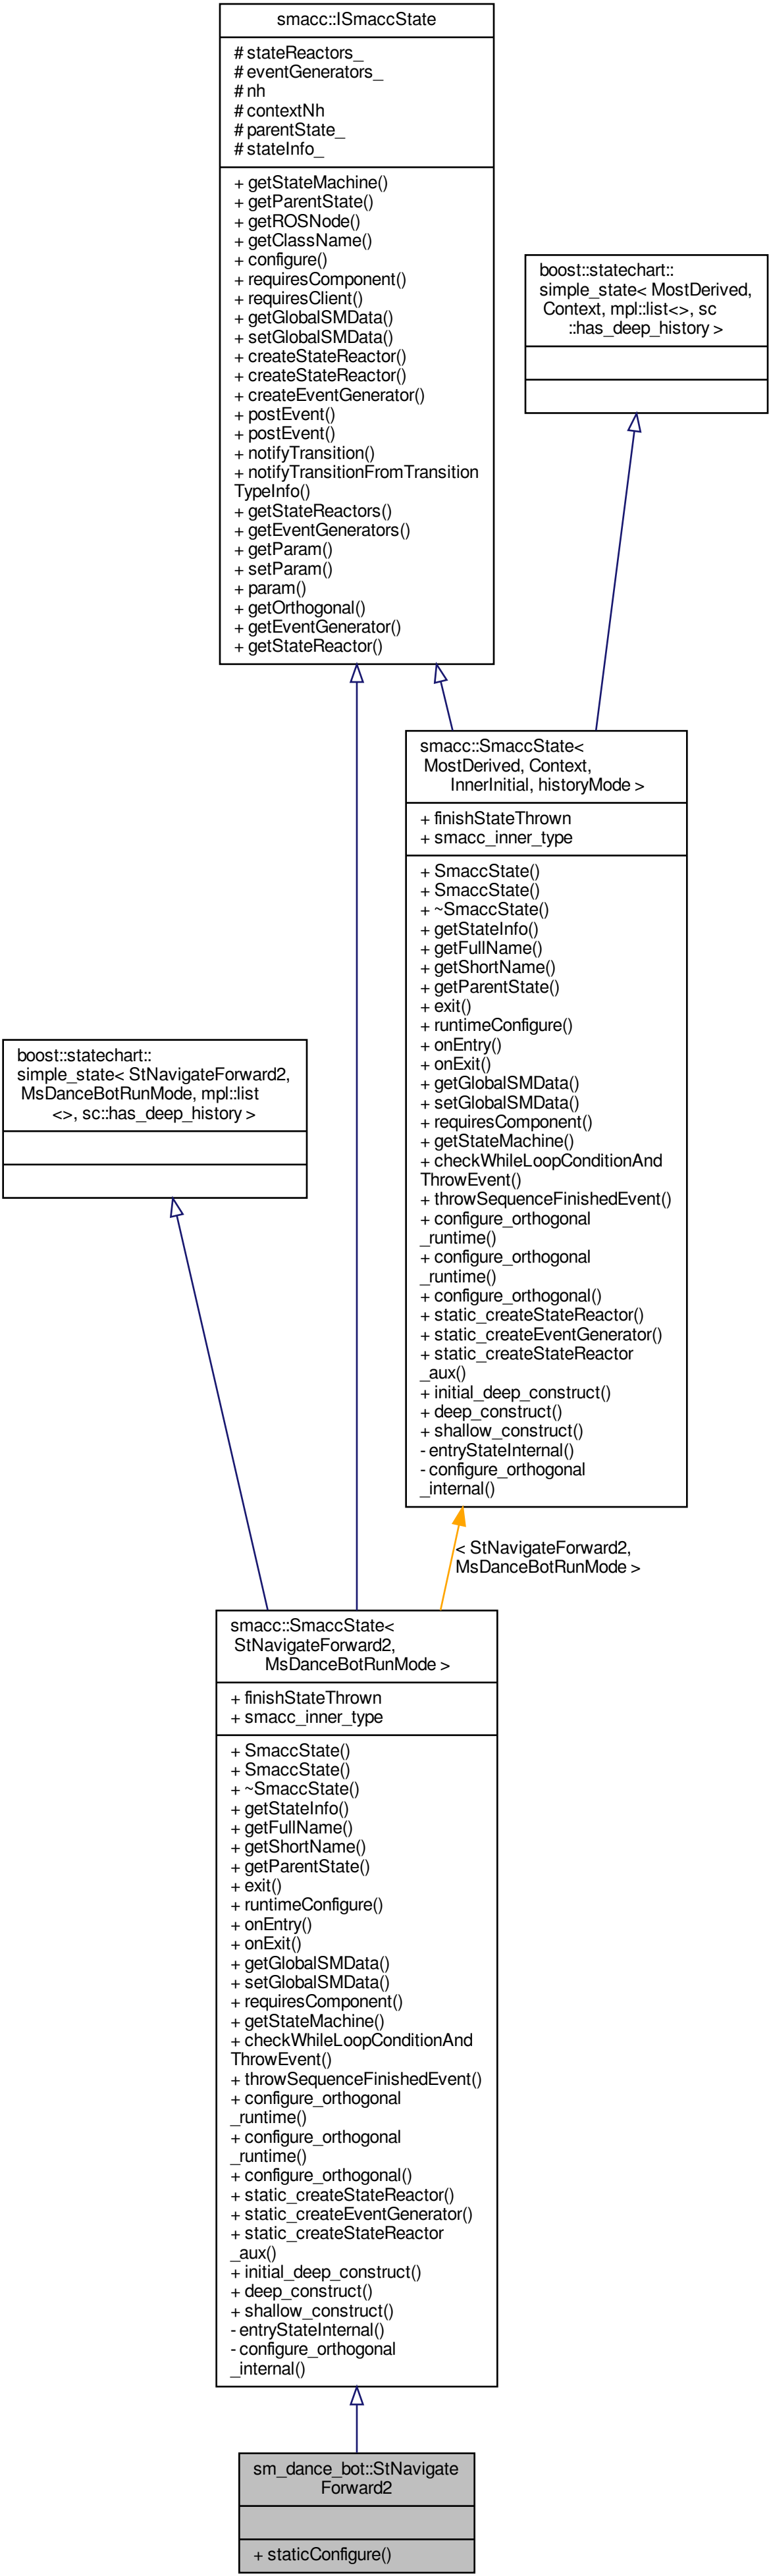 smacc::ISmaccState
# stateReactors_
# eventGenerators_
# nh
# contextNh
# parentState_
# stateInfo_
+ getStateMachine()
+ getParentState()
+ getROSNode()
+ getClassName()
+ configure()
+ requiresComponent()
+ requiresClient()
+ getGlobalSMData()
+ setGlobalSMData()
+ createStateReactor()
+ createStateReactor()
+ createEventGenerator()
+ postEvent()
+ postEvent()
+ notifyTransition()
+ notifyTransitionFromTransition
TypeInfo()
+ getStateReactors()
+ getEventGenerators()
+ getParam()
+ setParam()
+ param()
+ getOrthogonal()
+ getEventGenerator()
+ getStateReactor()
boost::statechart::
simple_state< MostDerived,
Context, mpl::list<>, sc
::has_deep_history >
smacc::SmaccState<
MostDerived, Context,
InnerInitial, historyMode >
+ finishStateThrown
+ smacc_inner_type
+ SmaccState()
+ SmaccState()
+ ~SmaccState()
+ getStateInfo()
+ getFullName()
+ getShortName()
+ getParentState()
+ exit()
+ runtimeConfigure()
+ onEntry()
+ onExit()
+ getGlobalSMData()
+ setGlobalSMData()
+ requiresComponent()
+ getStateMachine()
+ checkWhileLoopConditionAnd
ThrowEvent()
+ throwSequenceFinishedEvent()
+ configure_orthogonal
_runtime()
+ configure_orthogonal
_runtime()
+ configure_orthogonal()
+ static_createStateReactor()
+ static_createEventGenerator()
+ static_createStateReactor
_aux()
+ initial_deep_construct()
+ deep_construct()
+ shallow_construct()
- entryStateInternal()
- configure_orthogonal
_internal()
boost::statechart::
simple_state< StNavigateForward2,
MsDanceBotRunMode, mpl::list
<>, sc::has_deep_history >
< StNavigateForward2,
MsDanceBotRunMode >
smacc::SmaccState<
StNavigateForward2,
MsDanceBotRunMode >
+ finishStateThrown
+ smacc_inner_type
+ SmaccState()
+ SmaccState()
+ ~SmaccState()
+ getStateInfo()
+ getFullName()
+ getShortName()
+ getParentState()
+ exit()
+ runtimeConfigure()
+ onEntry()
+ onExit()
+ getGlobalSMData()
+ setGlobalSMData()
+ requiresComponent()
+ getStateMachine()
+ checkWhileLoopConditionAnd
ThrowEvent()
+ throwSequenceFinishedEvent()
+ configure_orthogonal
_runtime()
+ configure_orthogonal
_runtime()
+ configure_orthogonal()
+ static_createStateReactor()
+ static_createEventGenerator()
+ static_createStateReactor
_aux()
+ initial_deep_construct()
+ deep_construct()
+ shallow_construct()
- entryStateInternal()
- configure_orthogonal
_internal()
sm_dance_bot::StNavigate
Forward2
+ staticConfigure()